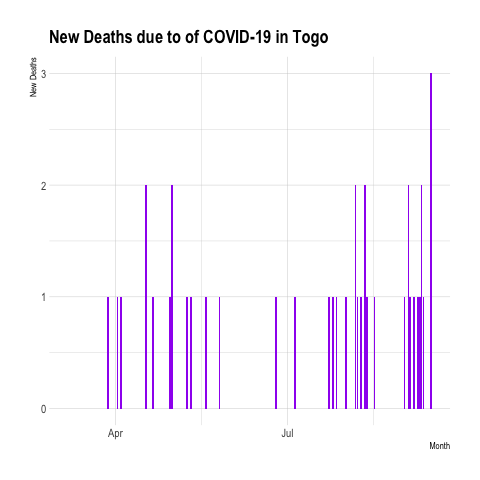 New Deaths due to of COVID-19 in Togo
New Deaths
3
2
1
0
Apr
Jul
Month